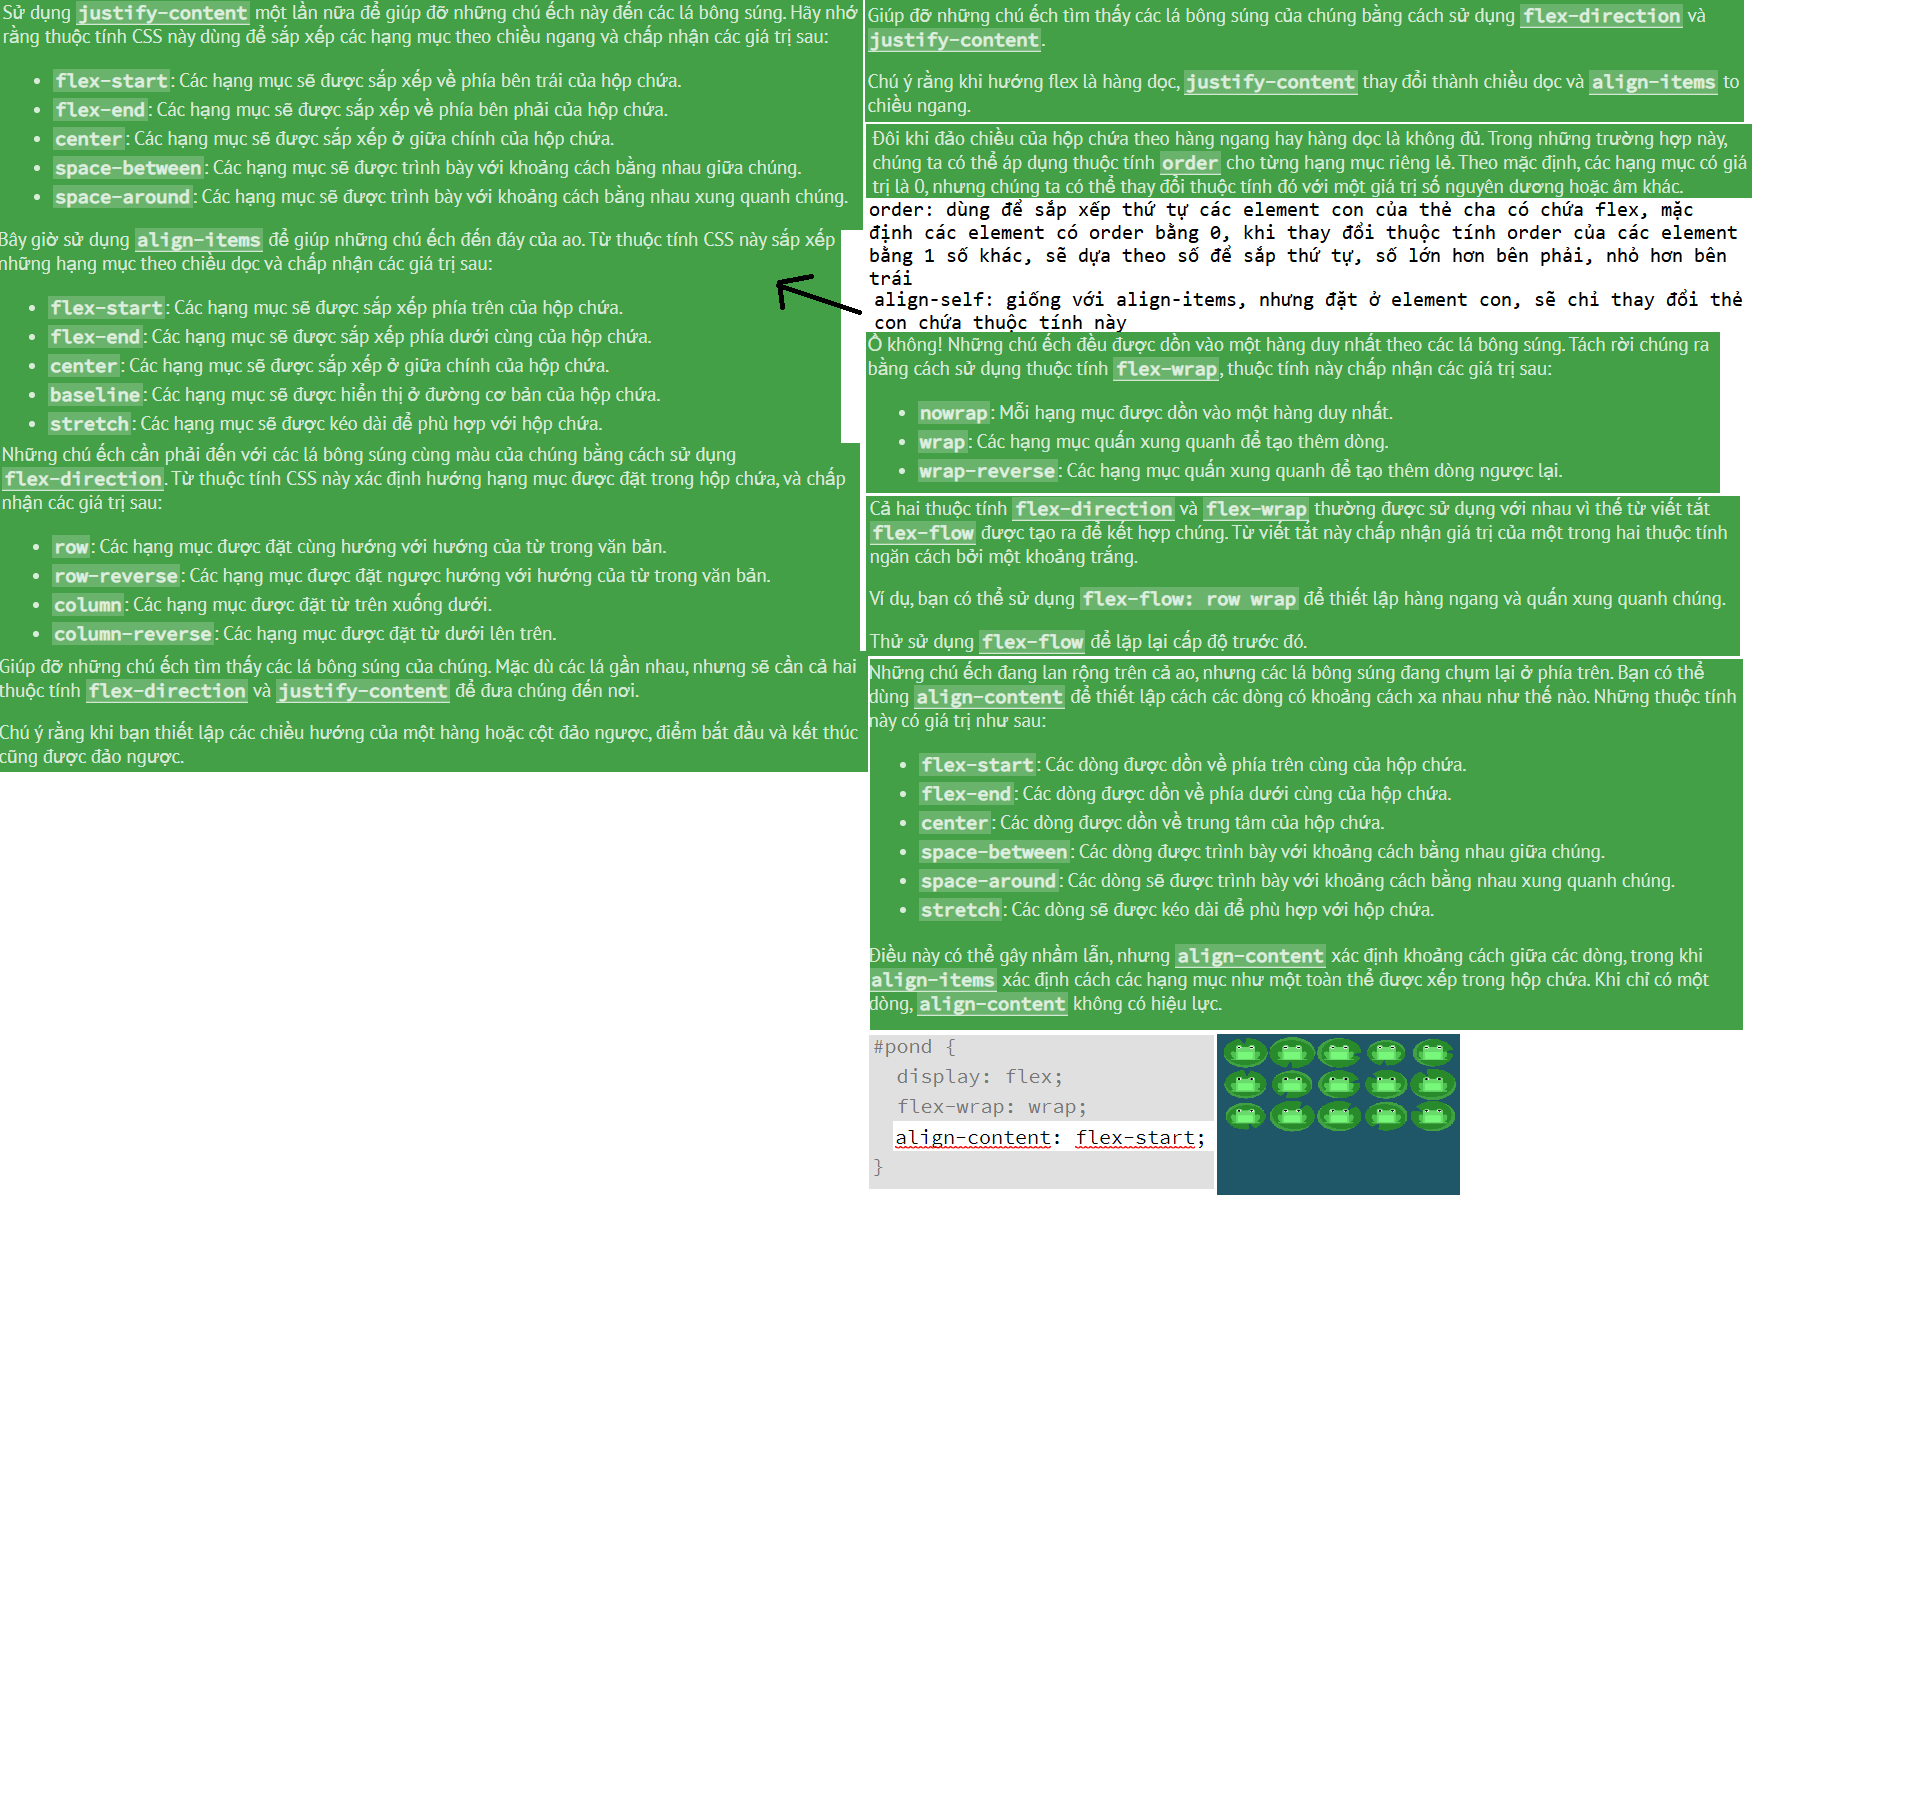 Sử dụng justify-content một lần nữa để giúp đỡ những chú ếch này đến các lá bông súng. Hãy nhớ
rằng thuộc tính CSS này dùng để sắp xếp các hạng mục theo chiều ngang và chấp nhận các giá trị sau:
• flex-start: Các hạng mục sẽ được sắp xếp về phía bên trái của hộp chứa.
• flex-end: Các hạng mục sẽ được sắp xếp về phía bên phải của hộp chứa.
• center: Các hạng mục sẽ được sắp xếp ở giữa chính của hộp chứa.
• space-between: Các hạng mục sẽ được trình bày với khoảng cách bằng nhau giữa chúng.
• space-around: Các hạng mục sẽ được trình bày với khoảng cách bằng nhau xung quanh chúng.
Bây giờ sử dụng align-items để giúp những chú ếch đến đáy của ao. Từ thuộc tính CSS này sắp xếp
những hạng mục theo chiều dọc và chấp nhận các giá trị sau:
• flex-start: Các hạng mục sẽ được sắp xếp phía trên của hộp chứa.
• flex-end: Các hạng mục sẽ được sắp xếp phía dưới cùng của hộp chứa.
• center: Các hạng mục sẽ được sắp xếp ở giữa chính của hộp chứa.
• baseline: Các hạng mục sẽ được hiển thị ở đường cơ bản của hộp chứa.
• stretch: Các hạng mục sẽ được kéo dài để phù hợp với hộp chứa.
Những chú ếch cần phải đến với các lá bông súng cùng màu của chúng bằng cách sử dụng
flex-direction. Từ thuộc tính CSS này xác định hướng hạng mục được đặt trong hộp chứa, và chấp
nhận các giá trị sau:
• row: Các hạng mục được đặt cùng hướng với hướng của từ trong văn bản.
• row-reverse: Các hạng mục được đặt ngược hướng với hướng của từ trong văn bản.
• column: Các hạng mục được đặt từ trên xuống dưới.
• column-reverse: Các hạng mục được đặt từ dưới lên trên.
Giúp đỡ những chú ếch tìm thấy các lá bông súng của chúng. Mặc dù các lá gần nhau, nhưng sẽ cần cả hai
thuộc tính flex-direction và justify-content để đưa chúng đến nơi.
Chú ý rằng khi bạn thiết lập các chiều hướng của một hàng hoặc cột đảo ngược, điểm bắt đầu và kết thúc
cũng được đảo ngược.
Giúp đỡ những chú ếch tìm thấy các lá bông súng của chúng bằng cách sử dụng flex-direction và
justify-content.
Chú ý rằng khi hướng flex là hàng dọc, justify-content thay đổi thành chiều dọc và align-items to
chiều ngang.
Đôi khi đảo chiều của hộp chứa theo hàng ngang hay hàng dọc là không đủ. Trong những trường hợp này,
chúng ta có thể áp dụng thuộc tính order cho từng hạng mục riêng lẻ. Theo mặc định, các hạng mục có giá
trị là 0, nhưng chúng ta có thể thay đổi thuộc tính đó với một giá trị số nguyên dương hoặc âm khác.
order: dùng để sắp xếp thứ tự các element con của thẻ cha có chứa flex, mặc
định các element có order bằng 0, khi thay đổi thuộc tính order của các element
bằng 1 số khác, sẽ dựa theo số để sắp thứ tự, số lớn hơn bên phải, nhỏ hơn bên
trái
align-self: giống với align-items, nhưng đặt ở element con, sẽ chỉ thay đổi thẻ
con chứa thuộc tính này
Ồ không! Những chú ếch đều được dồn vào một hàng duy nhất theo các lá bông súng. Tách rời chúng ra
bằng cách sử dụng thuộc tính flex-wrap, thuộc tính này chấp nhận các giá trị sau:
• nowrap: Mỗi hạng mục được dồn vào một hàng duy nhất.
• wrap: Các hạng mục quấn xung quanh để tạo thêm dòng.
• wrap-reverse: Các hạng mục quấn xung quanh để tạo thêm dòng ngược lại.
Cả hai thuộc tính flex-direction và flex-wrap thường được sử dụng với nhau vì thế từ viết tắt
flex-flow được tạo ra để kết hợp chúng. Từ viết tắt này chấp nhận giá trị của một trong hai thuộc tính
ngăn cách bởi một khoảng trắng.
Ví dụ, bạn có thể sử dụng flex-flow: row wrap để thiết lập hàng ngang và quấn xung quanh chúng.
Thử sử dụng flex-flow để lặp lại cấp độ trước đó.
Những chú ếch đang lan rộng trên cả ao, nhưng các lá bông súng đang chụm lại ở phía trên. Bạn có thể
dùng align-content để thiết lập cách các dòng có khoảng cách xa nhau như thế nào. Những thuộc tính
này có giá trị như sau:
• flex-start: Các dòng được dồn về phía trên cùng của hộp chứa.
• flex-end: Các dòng được dồn về phía dưới cùng của hộp chứa.
• center: Các dòng được dồn về trung tâm của hộp chứa.
• space-between: Các dòng được trình bày với khoảng cách bằng nhau giữa chúng.
• space-around: Các dòng sẽ được trình bày với khoảng cách bằng nhau xung quanh chúng.
• stretch: Các dòng sẽ được kéo dài để phù hợp với hộp chứa.
Điều này có thể gây nhầm lẫn, nhưng align-content xác định khoảng cách giữa các dòng, trong khi
align-items xác định cách các hạng mục như một toàn thể được xếp trong hộp chứa. Khi chỉ có một
dòng, align-content không có hiệu lực.
#pond {
display: flex;
flex-wrap: wrap;
align-content: flex-start;
}